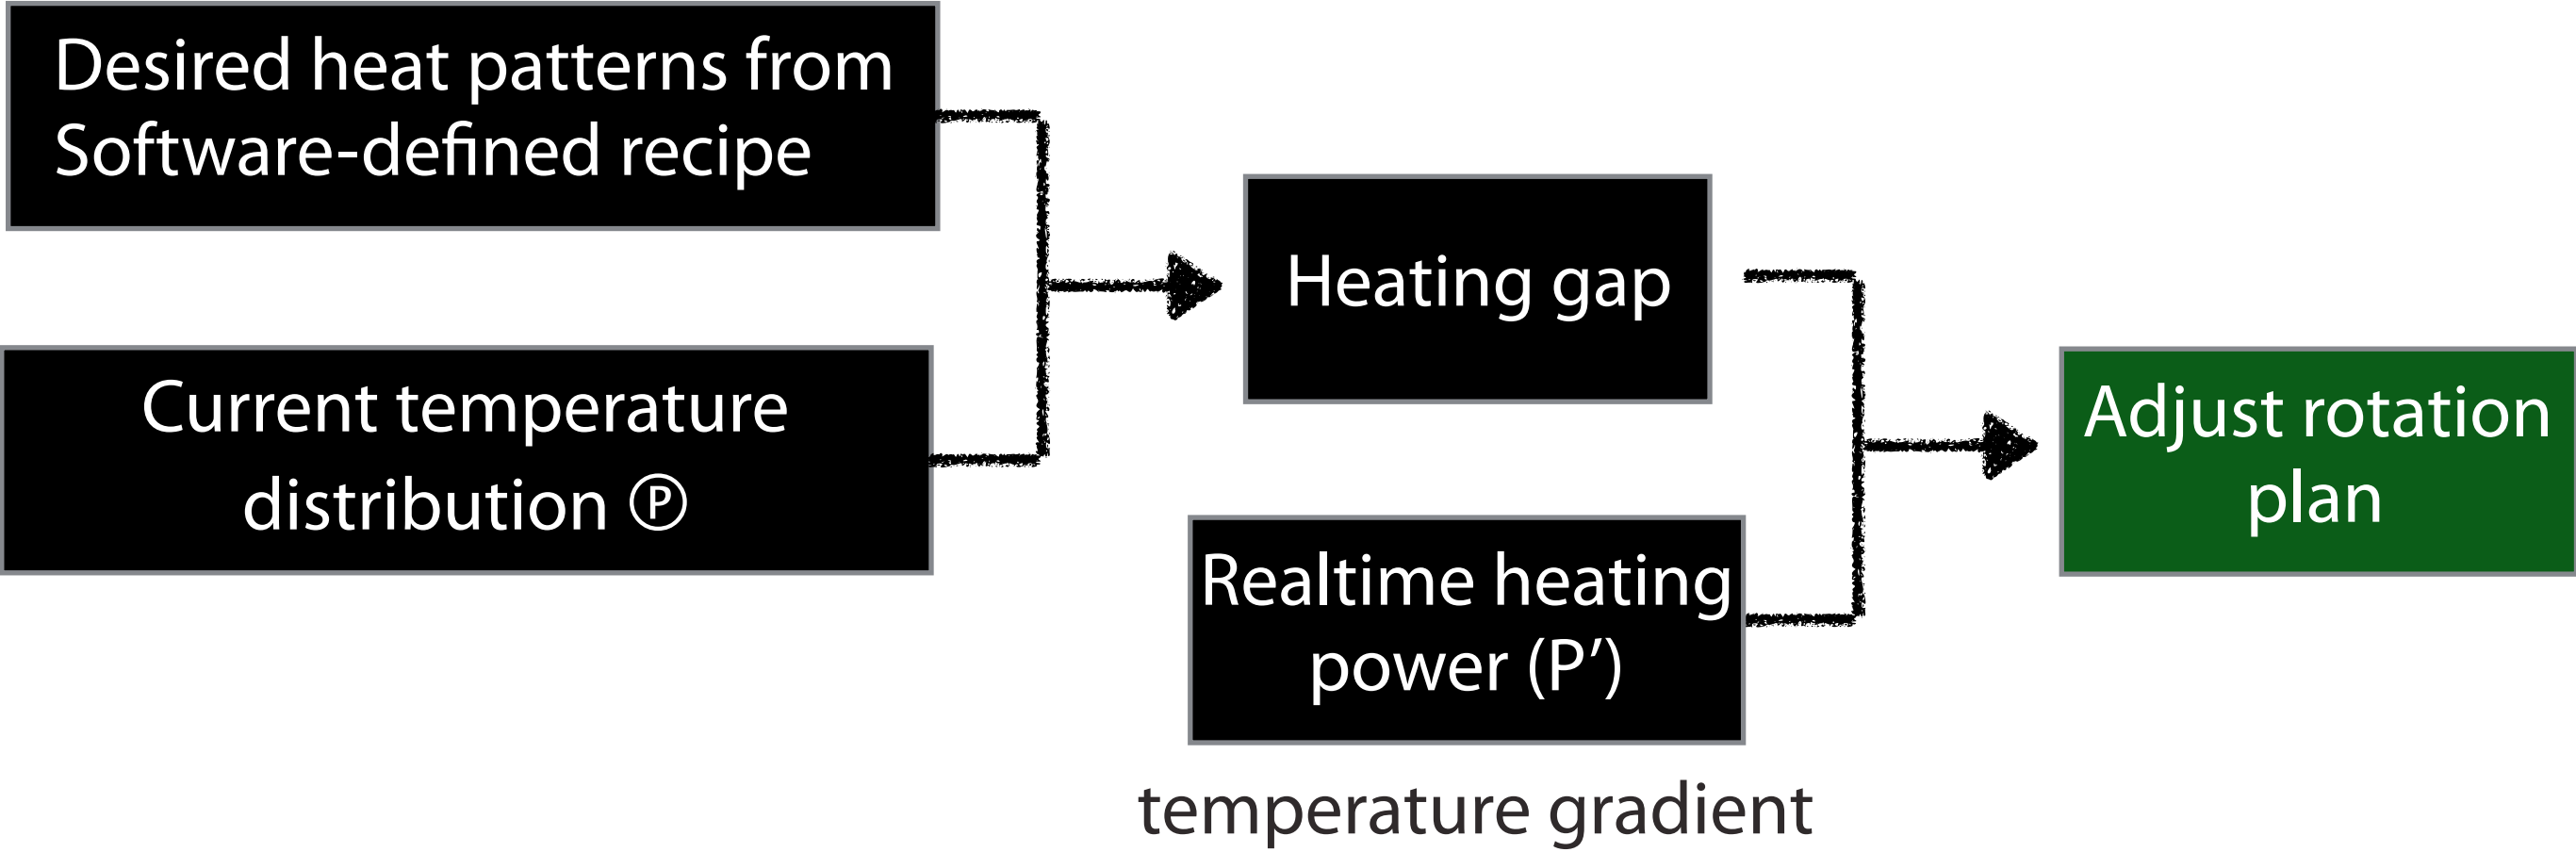 Desired heat patterns from
Software-defined recipe
Current temperature
distribution Ⓟ
Heating gap
Realtime heating
power (P’)
temperature gradient
Adjust rotation
plan